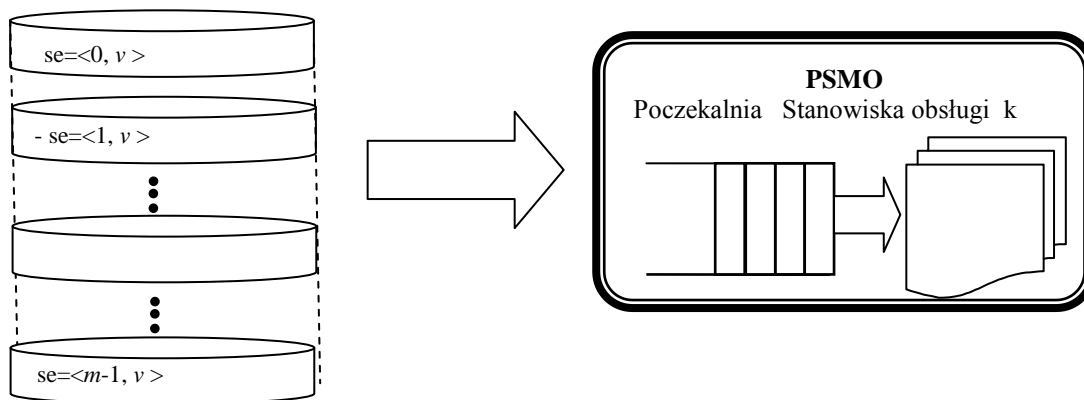 se=<0, v >
- se=<1, v >
se=<m-1, v >
PSMO
Poczekalnia Stanowiska obsługi k